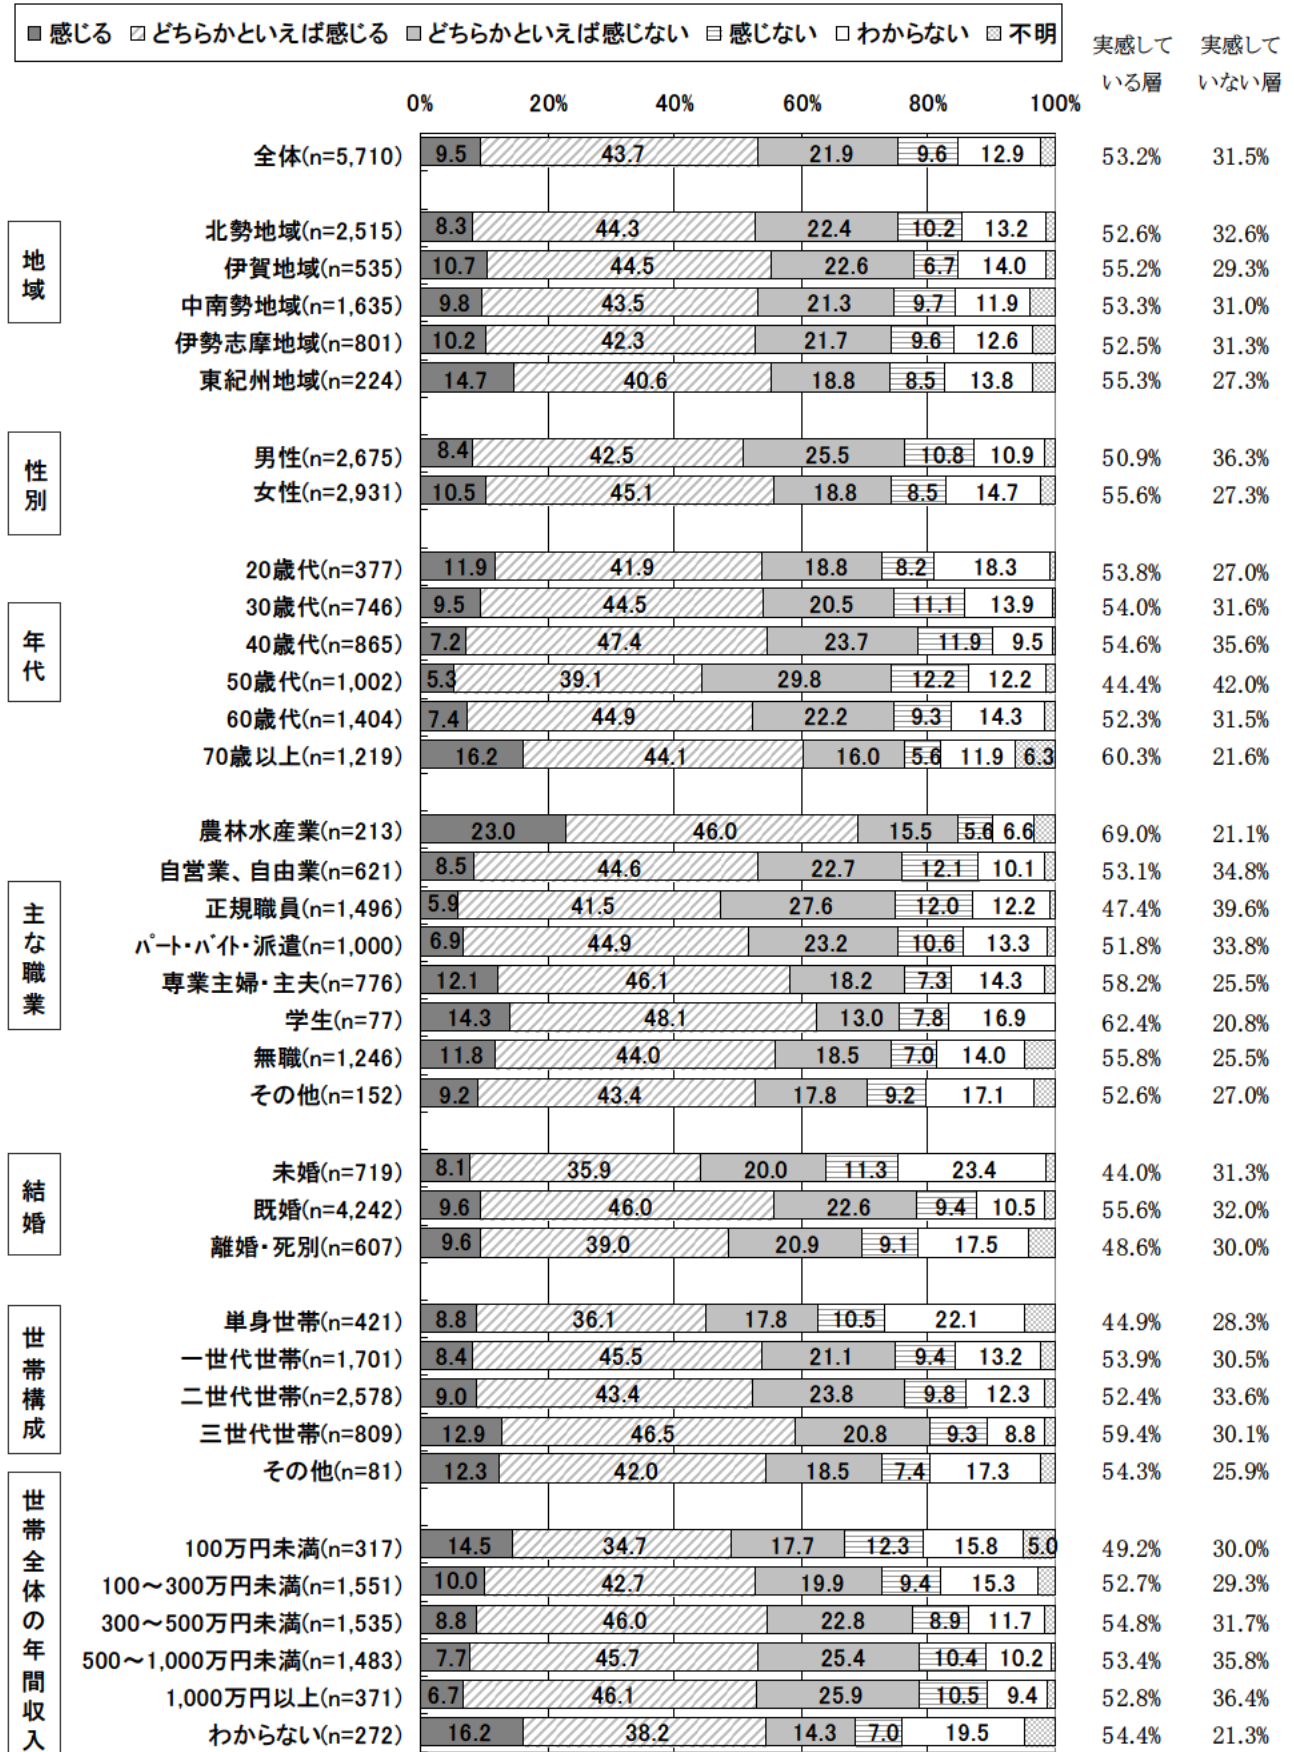 感じる どちらかといえば感じる どちらかといえば感じない 感じない わからない 不明
実感している層 実感していない層
0% 20% 40% 60% 80% 100%
全体(n=5,710) 9.5 43.7 21.9 9.6 12.9 53.2% 31.5%
地域
北勢地域(n=2,515) 8.3 44.3 22.4 10.2 13.2 52.6% 32.6%
伊賀地域(n=535) 10.7 44.5 22.6 6.7 14.0 55.2% 29.3%
中南勢地域(n=1,635) 9.8 43.5 21.3 9.7 11.9 53.3% 31.0%
伊勢志摩地域(n=801) 10.2 42.3 21.7 9.6 12.6 52.5% 31.3%
東紀州地域(n=224) 14.7 40.6 18.8 8.5 13.8 55.3% 27.3%
性別
男性(n=2,675) 8.4 42.5 25.5 10.8 10.9 50.9% 36.3%
女性(n=2,931) 10.5 45.1 18.8 8.5 14.7 55.6% 27.3%
年代
20歳代(n=377) 11.9 41.9 18.8 8.2 18.3 53.8% 27.0%
30歳代(n=746) 9.5 44.5 20.5 11.1 13.9 54.0% 31.6%
40歳代(n=865) 7.2 47.4 23.7 11.9 9.5 54.6% 35.6%
50歳代(n=1,002) 5.3 39.1 29.8 12.2 12.2 44.4% 42.0%
60歳代(n=1,404) 7.4 44.9 22.2 9.3 14.3 52.3% 31.5%
70歳以上(n=1,219) 16.2 44.1 16.0 5.6 11.9 6.3 60.3% 21.6%
主な職業
農林水産業(n=213) 23.0 46.0 15.5 5.6 6.6 69.0% 21.1%
自営業、自由業(n=621) 8.5 44.6 22.7 12.1 10.1 53.1% 34.8%
正規職員(n=1,496) 5.9 41.5 27.6 12.0 12.2 47.4% 39.6%
ﾊﾟｰﾄ・ﾊﾞｲﾄ・派遣(n=1,000) 6.9 44.9 23.2 10.6 13.3 51.8% 33.8%
専業主婦・主夫(n=776) 12.1 46.1 18.2 7.3 14.3 58.2% 25.5%
学生(n=77) 14.3 48.1 13.0 7.8 16.9 62.4% 20.8%
無職(n=1,246) 11.8 44.0 18.5 7.0 14.0 55.8% 25.5%
その他(n=152) 9.2 43.4 17.8 9.2 17.1 52.6% 27.0%
結婚
未婚(n=719) 8.1 35.9 20.0 11.3 23.4 44.0% 31.3%
既婚(n=4,242) 9.6 46.0 22.6 9.4 10.5 55.6% 32.0%
離婚・死別(n=607) 9.6 39.0 20.9 9.1 17.5 48.6% 30.0%
世帯構成
単身世帯(n=421) 8.8 36.1 17.8 10.5 22.1 44.9% 28.3%
一世代世帯(n=1,701) 8.4 45.5 21.1 9.4 13.2 53.9% 30.5%
二世代世帯(n=2,578) 9.0 43.4 23.8 9.8 12.3 52.4% 33.6%
三世代世帯(n=809) 12.9 46.5 20.8 9.3 8.8 59.4% 30.1%
その他(n=81) 12.3 42.0 18.5 7.4 17.3 54.3% 25.9%
世帯全体の年間収入
100万円未満(n=317) 14.5 34.7 17.7 12.3 15.8 5.0 49.2% 30.0%
100～300万円未満(n=1,551) 10.0 42.7 19.9 9.4 15.3 52.7% 29.3%
300～500万円未満(n=1,535) 8.8 46.0 22.8 8.9 11.7 54.8% 31.7%
500～1,000万円未満(n=1,483) 7.7 45.7 25.4 10.4 10.2 53.4% 35.8%
1,000万円以上(n=371) 6.7 46.1 25.9 10.5 9.4 52.8% 36.4%
わからない(n=272) 16.2 38.2 14.3 7.0 19.5 54.4% 21.3%